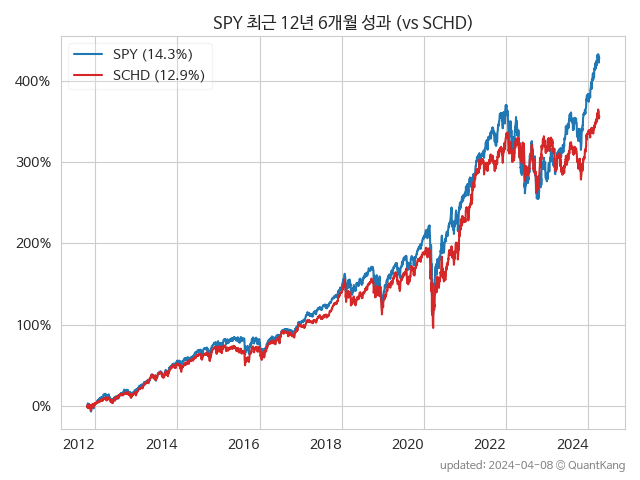 SPY 최근 12년 6개월 성과 (vs SCHD)
SPY (14.3%)
SCHD (12.9%)
400%
300%
200%
100%
0%
2012 2014 2016 2018 2020 2022 2024
updated: 2024-04-08 © QuantKang